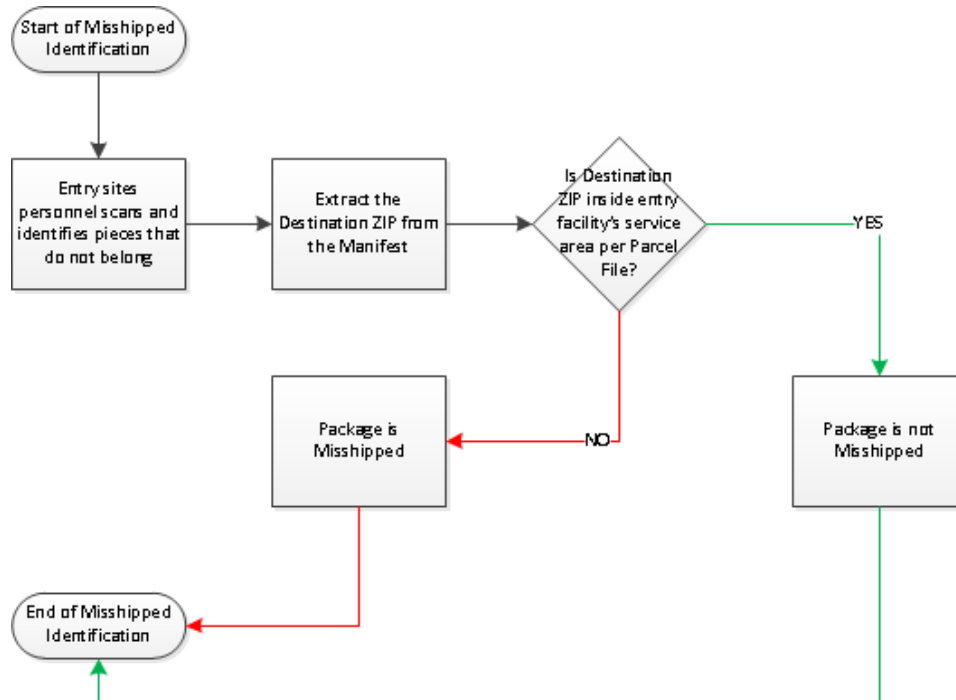 Start of Misshipped
Identification
Entry sites
personnel scans and
identifies pieces that
do not belong
Extract the
Destination ZIP from
the Manifest
Is Destination
ZIP inside entry
facility's service
area per Parcel
File?
YES
NO
Package is
Misshipped
Package is not
Misshipped
End of Misshipped
Identification